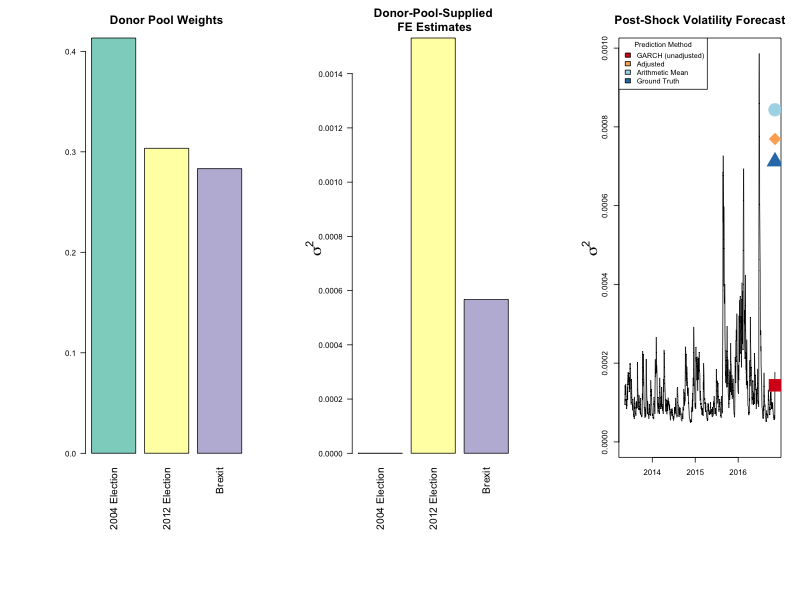 Donor Pool Weights
0.4
0.3
0.2
0.1
0.0
2004 Election
2012 Election
Brexit
Donor-Pool-Supplied
FE Estimates
σ²
0.0014
0.0012
0.0010
0.0008
0.0006
0.0004
0.0002
0.0000
2004 Election
2012 Election
Brexit
Post-Shock Volatility Forecast
σ²
0.0010
0.0008
0.0006
0.0004
0.0002
0.0000
Prediction Method
GARCH (unadjusted)
Adjusted
Arithmetic Mean
Ground Truth
2014
2015
2016